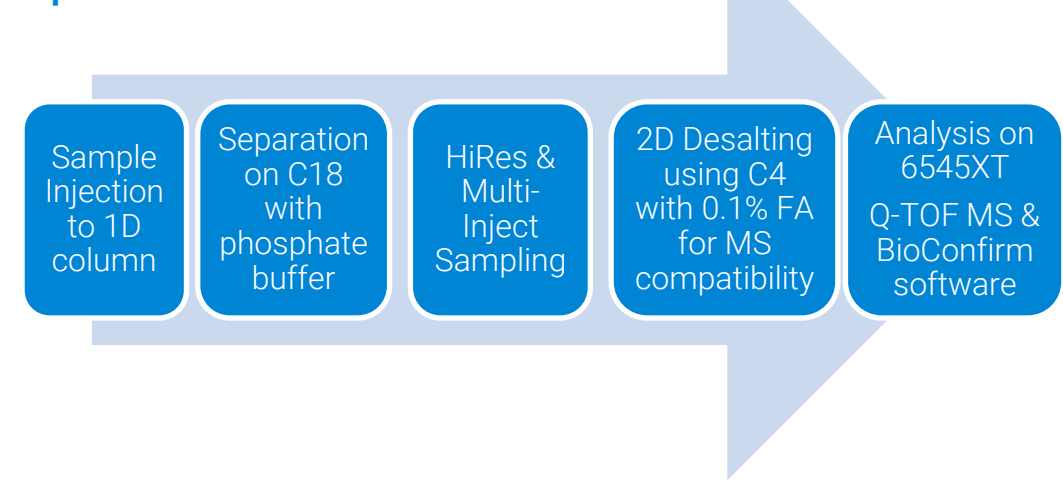 Sample
Injection
to 1D
column
Separation
on C18
with
phosphate
buffer
HiRes &
Multi-
Inject
Sampling
2D Desalting
using C4
with 0.1% FA
for MS
compatibility
Analysis on
6545XT
Q-TOF MS &
BioConfirm
software